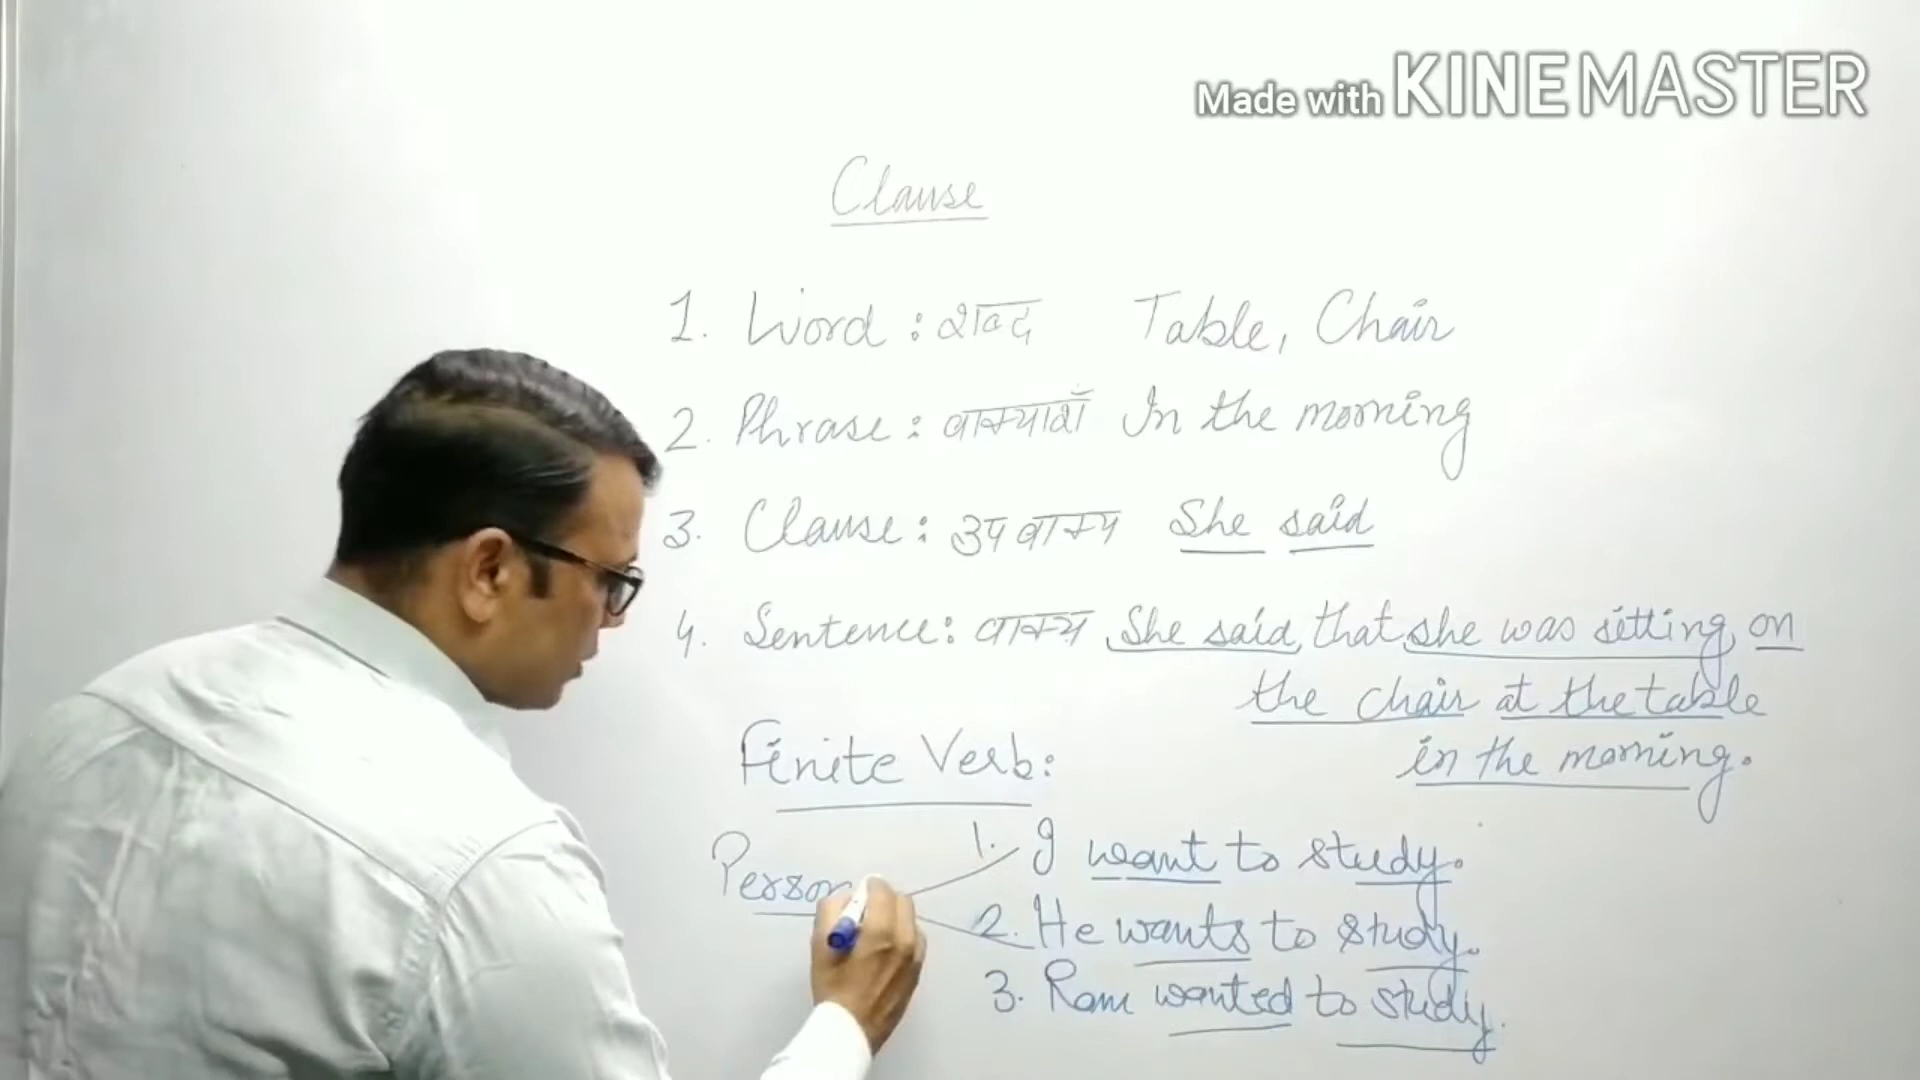 Made with KINEMASTER
Clause
1. Word : शब्द Table, Chair
2. Phrase : वाक्यांश In the morning
3. Clause : उपवाक्य She said
4. Sentence : वाक्य She said, that she was sitting on
the chair at the table
in the morning.
Finite Verb:
Person
1. I want to study.
2. He wants to study.
3. Ram wanted to study.